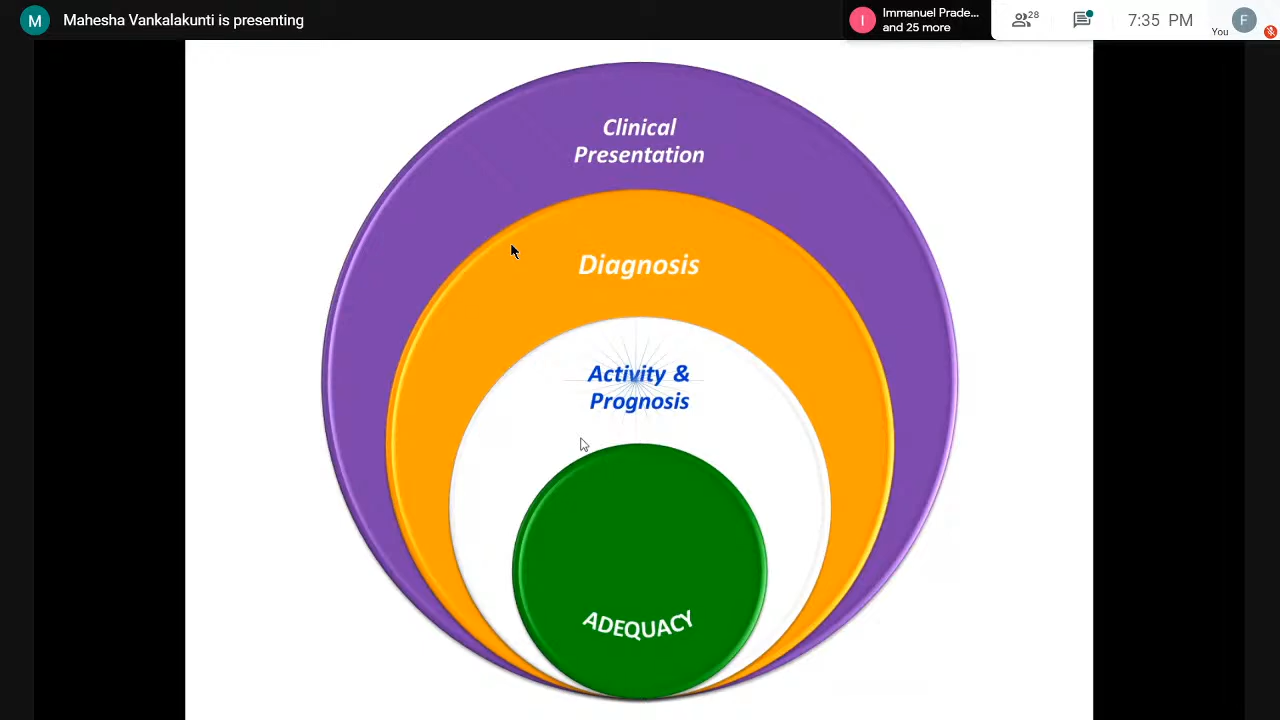 M Mahesha Vankalakunti is presenting
I Immanuel Prade...
and 25 more
28
7:35 PM
You F
Clinical
Presentation
Diagnosis
Activity &
Prognosis
ADEQUACY